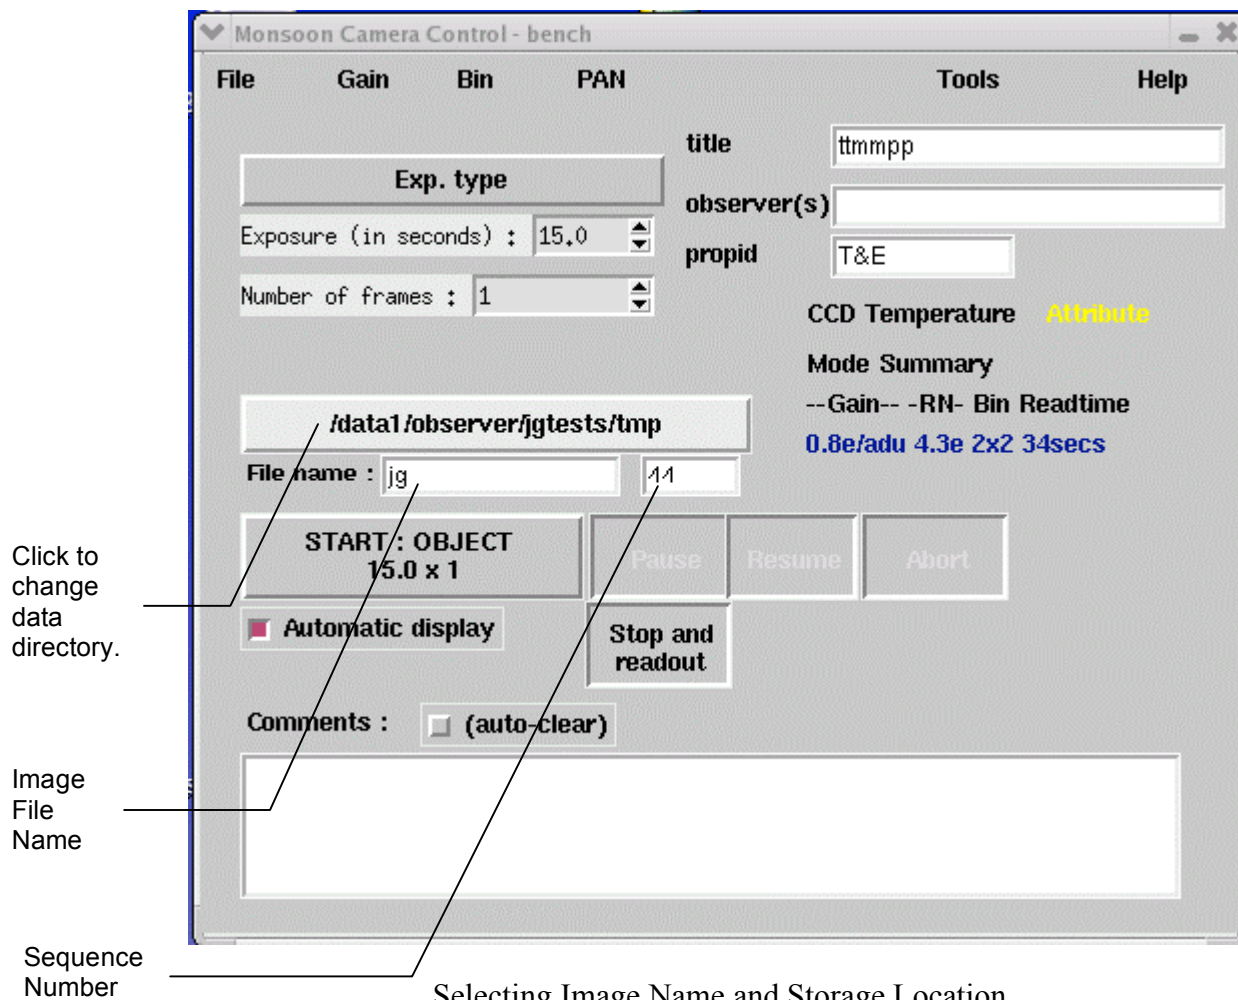 Monsoon Camera Control - bench
File Gain Bin PAN Tools Help
title ttmmpp
Exp. type
observer(s)
Exposure (in seconds) : 15.0
propid T&E
Number of frames : 1
CCD Temperature Attribute
Mode Summary
--Gain-- -RN- Bin Readtime
0.8e/adu 4.3e 2x2 34secs
/data1/observer/jgtests/tmp
File name : jg 11
START : OBJECT
15.0 x 1
Pause Resume Abort
Automatic display
Stop and
readout
Comments : (auto-clear)
Click to
change
data
directory.
Image
File
Name
Sequence
Number
Selecting Image Name and Storage Location